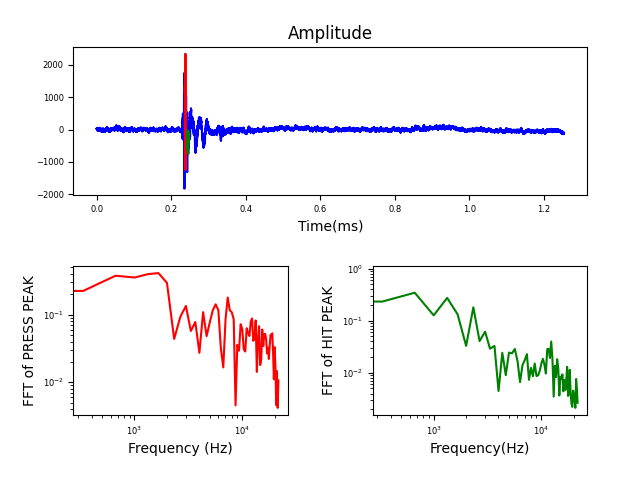 Amplitude
2000
1000
0
−1000
−2000
0.0 0.2 0.4 0.6 0.8 1.0 1.2
Time(ms)
FFT of PRESS PEAK
10⁻¹
10⁻²
10³ 10⁴
Frequency (Hz)
FFT of HIT PEAK
10⁰
10⁻¹
10⁻²
10³ 10⁴
Frequency(Hz)